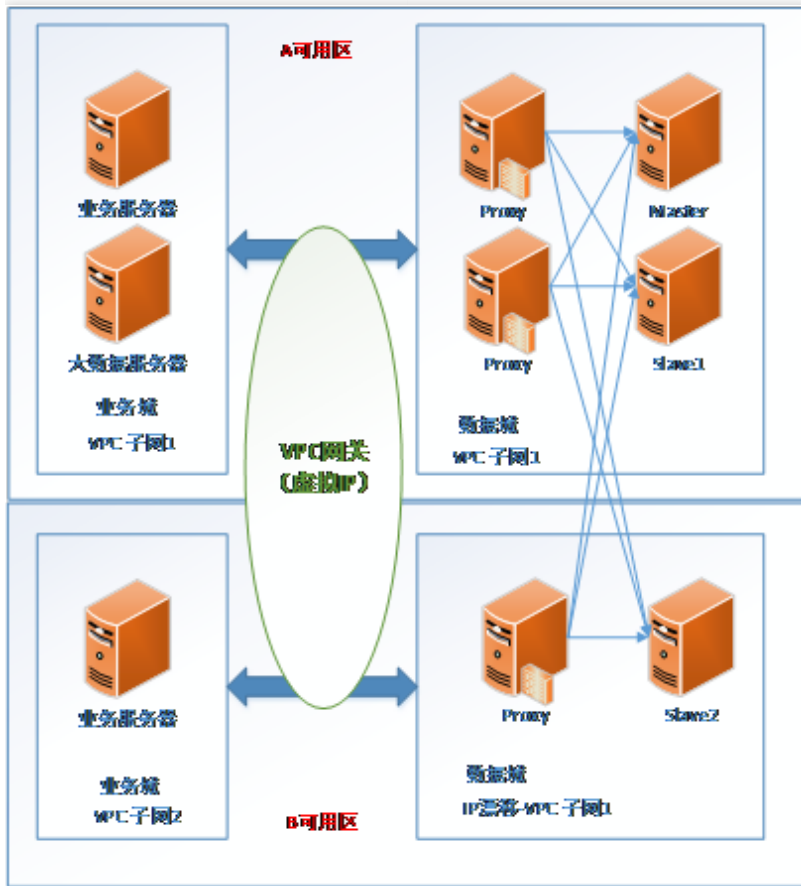 A可用区
业务服务器
Proxy
Master
大数据服务器
Proxy
Slave1
业务域
VPC子网1
数据域
VPC子网1
VPC网关
(虚拟IP)
业务服务器
Proxy
Slave2
业务域
VPC子网2
数据域
IP漂移-VPC子网1
B可用区